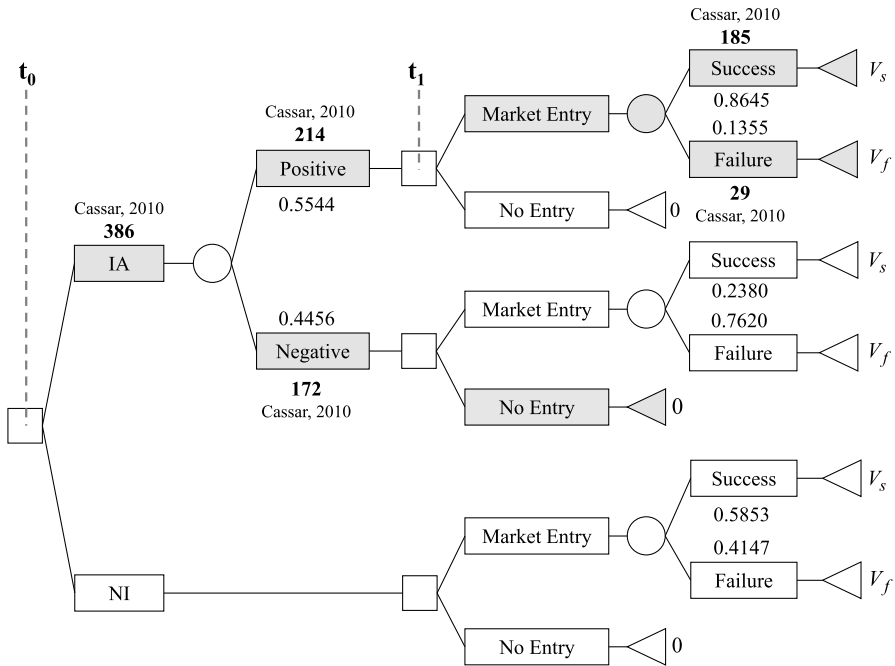 Cassar, 2010
185
t0
t1
Success
Vs
Cassar, 2010
214
Market Entry
0.8645
0.1355
Positive
Failure
Vf
0.5544
29
Cassar, 2010
No Entry
0
Cassar, 2010
386
IA
Success
Vs
0.2380
Market Entry
0.7620
0.4456
Negative
Failure
Vf
172
Cassar, 2010
No Entry
0
Success
Vs
0.5853
Market Entry
0.4147
NI
Failure
Vf
No Entry
0